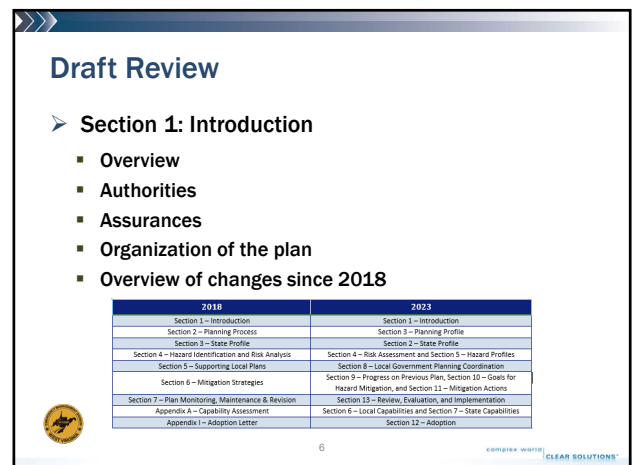 Draft Review
Section 1: Introduction
Overview
Authorities
Assurances
Organization of the plan
Overview of changes since 2018
2018 2023
Section 1 – Introduction Section 1 – Introduction
Section 2 – Planning Process Section 3 – Planning Profile
Section 3 – State Profile Section 2 – State Profile
Section 4 – Hazard Identification and Risk Analysis Section 4 – Risk Assessment and Section 5 – Hazard Profiles
Section 5 – Supporting Local Plans Section 8 – Local Government Planning Coordination
Section 6 – Mitigation Strategies Section 9 – Progress on Previous Plan, Section 10 – Goals for
Hazard Mitigation, and Section 11 – Mitigation Actions
Section 7 – Plan Monitoring, Maintenance & Revision Section 13 – Review, Evaluation, and Implementation
Appendix A – Capability Assessment Section 6 – Local Capabilities and Section 7 – State Capabilities
Appendix I – Adoption Letter Section 12 – Adoption
WEST VIRGINIA
6
complex world CLEAR SOLUTIONS